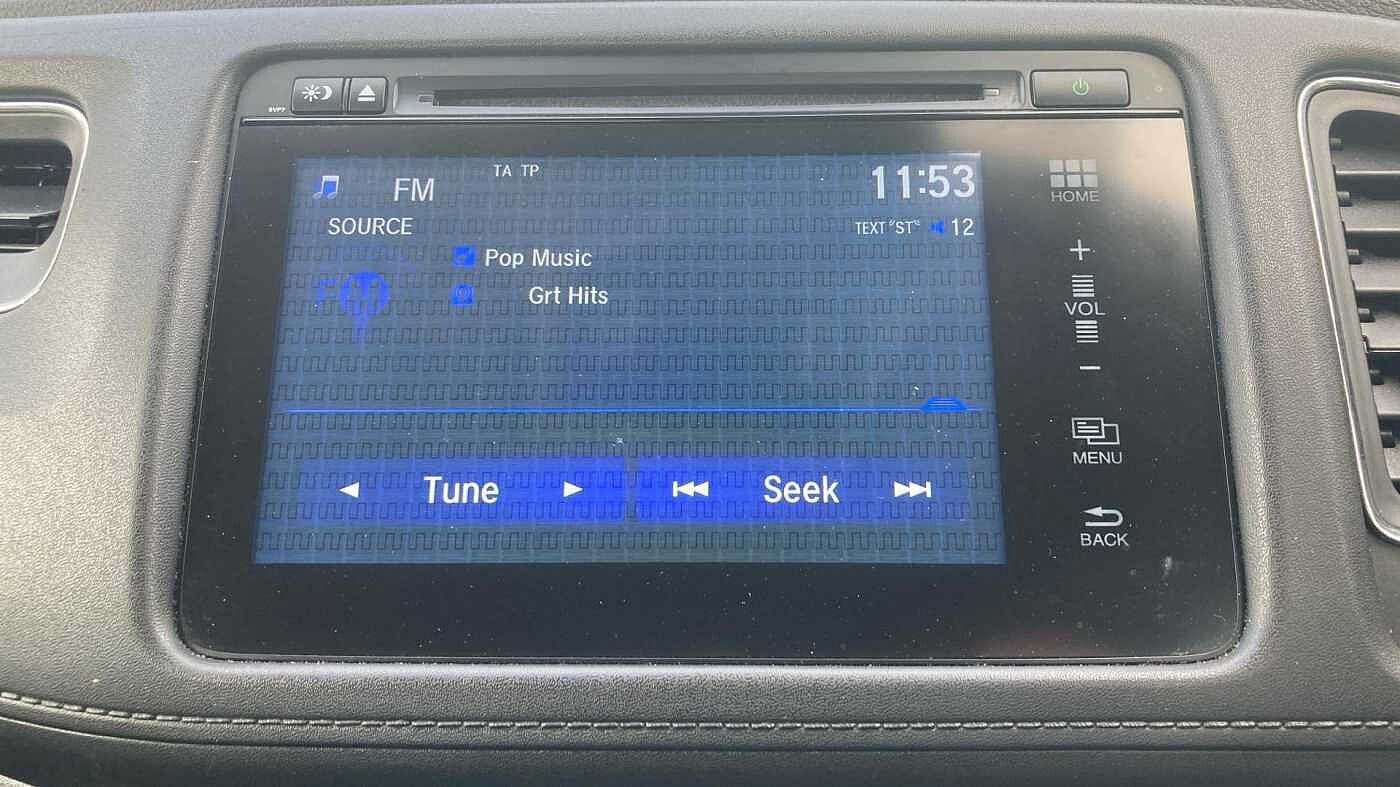 TA TP
FM
11:53
SOURCE
TEXT "ST" 12
Pop Music
FM
Grt Hits
Tune
Seek
HOME
+
VOL
−
MENU
BACK